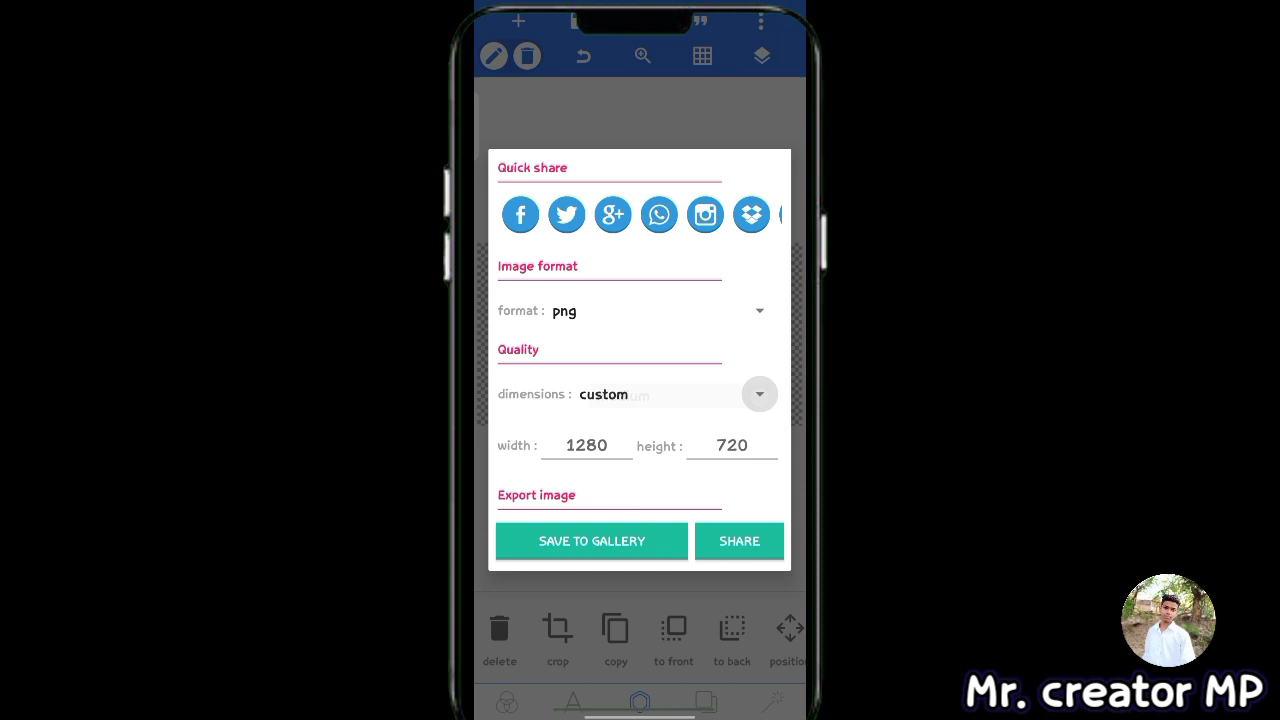 Quick share
Image format
format : png
Quality
dimensions : custom
width : 1280 height : 720
Export image
SAVE TO GALLERY SHARE
delete crop copy to front to back position
Mr. creator MP